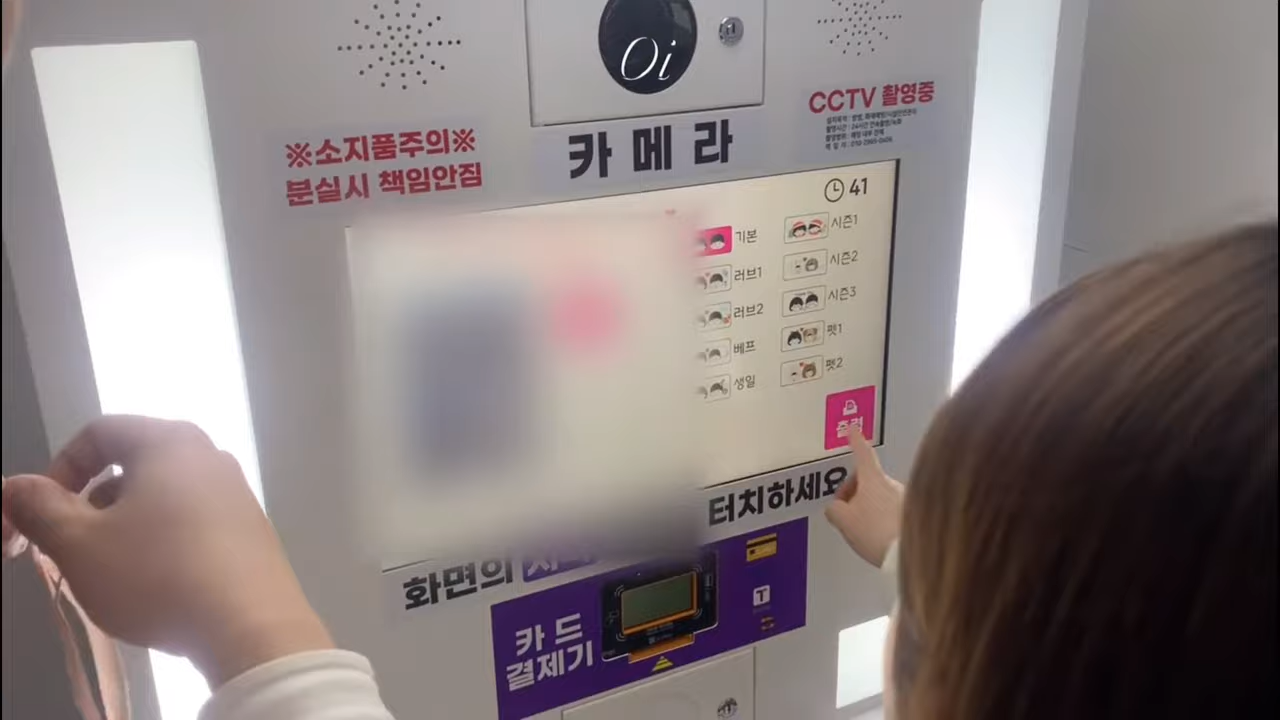 Oi
CCTV 촬영중
※소지품주의※
분실시 책임안짐
카메라
41
기본
시즌1
러브1
시즌2
러브2
시즌3
베프
펫1
생일
펫2
출력
터치하세요
화면의
카드
결제기
T